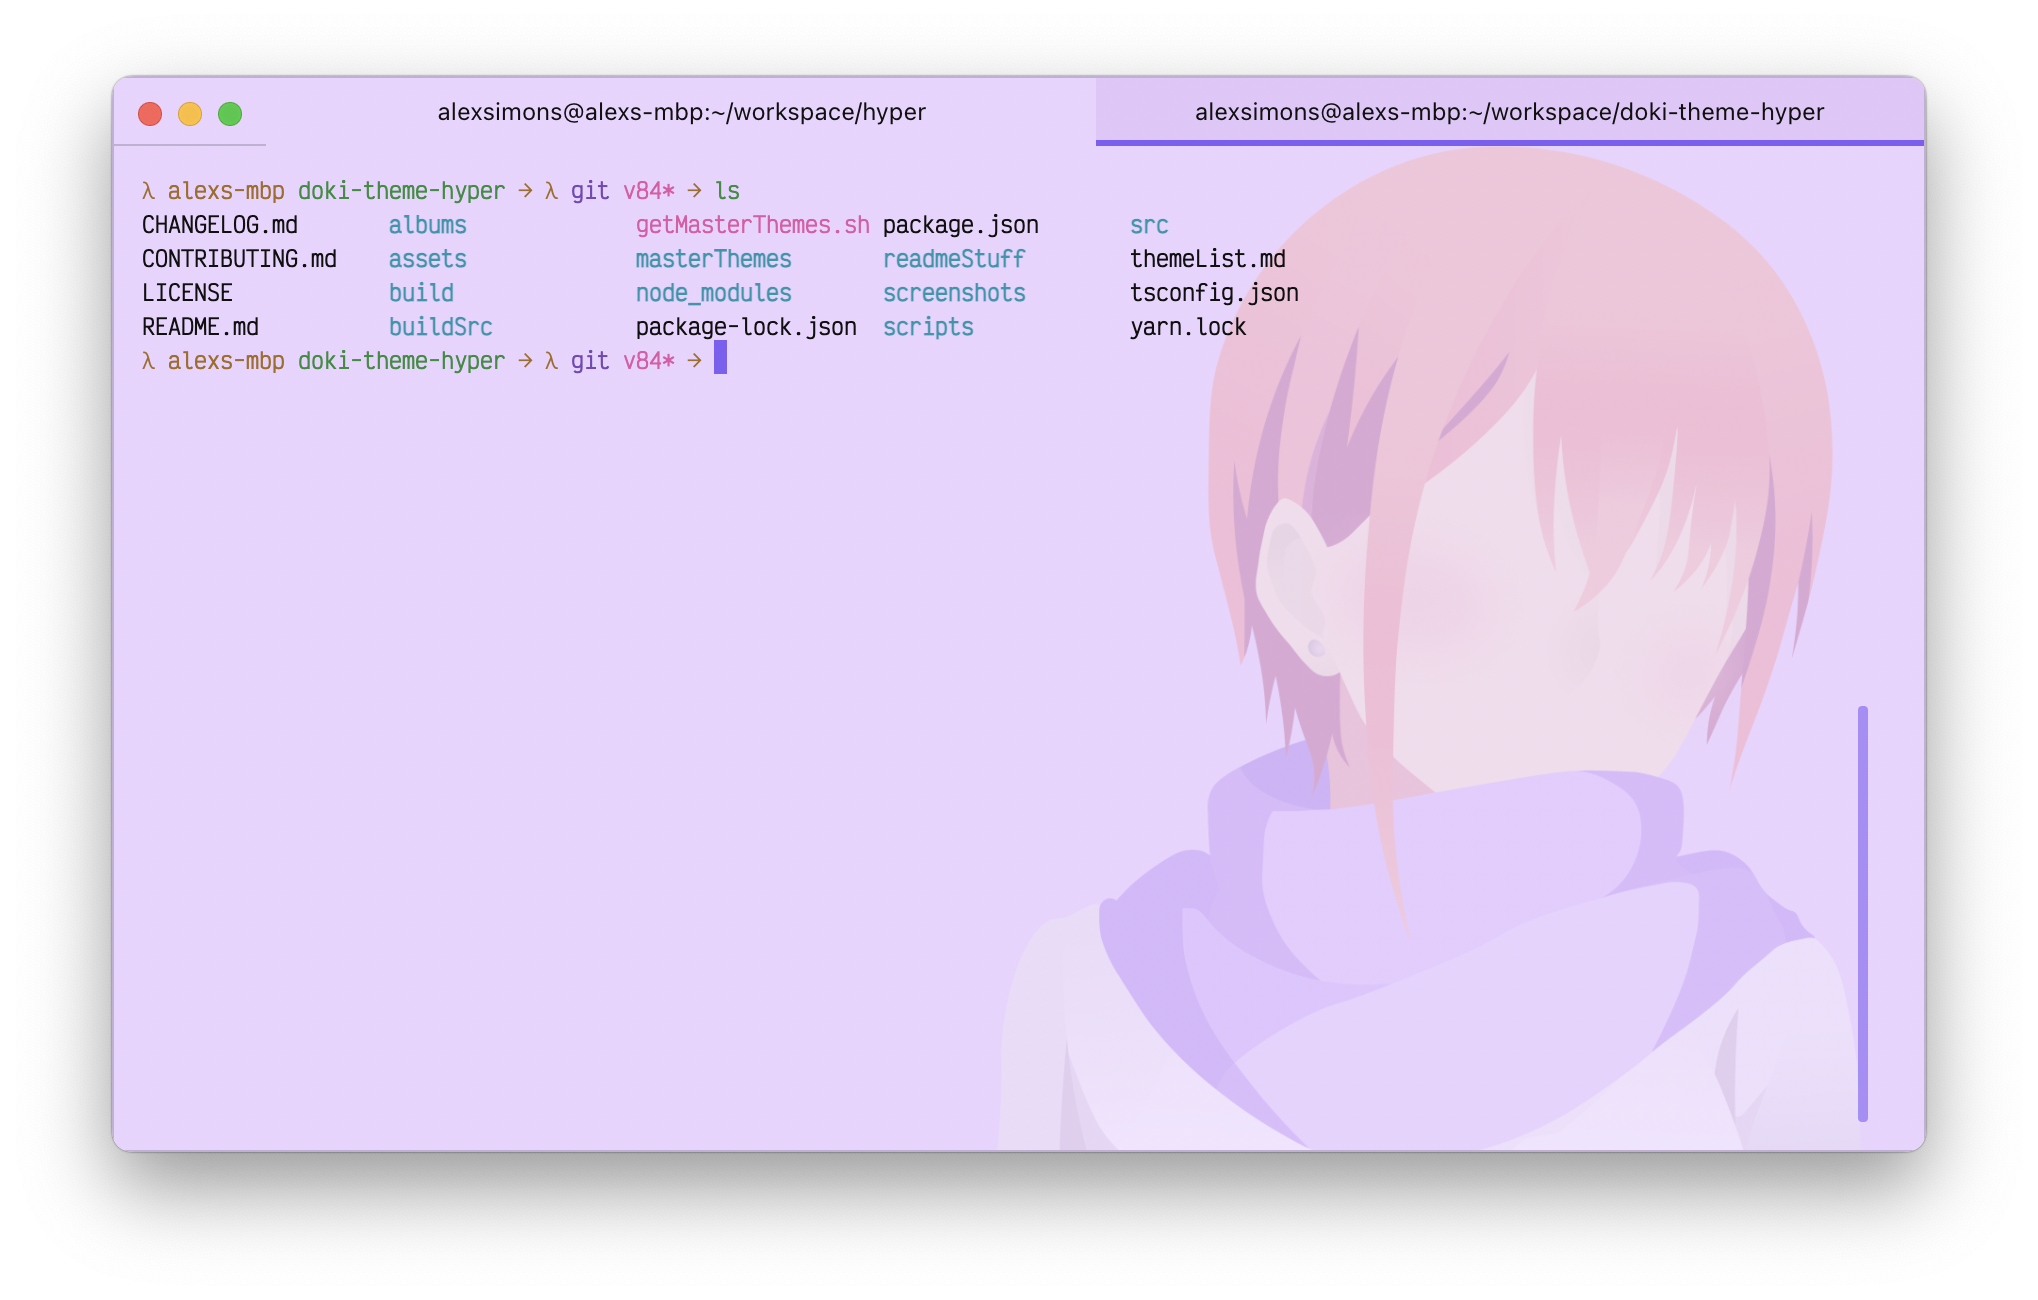 alexsimons@alexs-mbp:~/workspace/hyper alexsimons@alexs-mbp:~/workspace/doki-theme-hyper
λ alexs-mbp doki-theme-hyper → λ git v84* → ls
CHANGELOG.md albums getMasterThemes.sh package.json src
CONTRIBUTING.md assets masterThemes readmeStuff themeList.md
LICENSE build node_modules screenshots tsconfig.json
README.md buildSrc package-lock.json scripts yarn.lock
λ alexs-mbp doki-theme-hyper → λ git v84* →